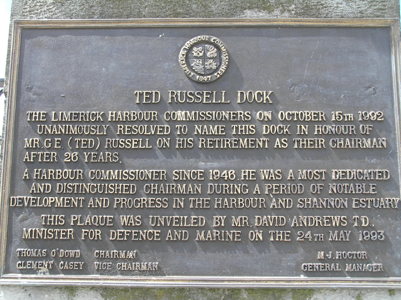 LIMERICK HARBOUR COMMISSIONERS
TED RUSSELL DOCK
THE LIMERICK HARBOUR COMMISSIONERS ON OCTOBER 15TH 1992
UNANIMOUSLY RESOLVED TO NAME THIS DOCK IN HONOUR OF
MR G E (TED) RUSSELL ON HIS RETIREMENT AS THEIR CHAIRMAN
AFTER 26 YEARS.
A HARBOUR COMMISSIONER SINCE 1946 HE WAS A MOST DEDICATED
AND DISTINGUISHED CHAIRMAN DURING A PERIOD OF NOTABLE
DEVELOPMENT AND PROGRESS IN THE HARBOUR AND SHANNON ESTUARY
THIS PLAQUE WAS UNVEILED BY MR. DAVID ANDREWS T.D.
MINISTER FOR DEFENCE AND MARINE ON THE 24TH MAY 1993
THOMAS O'DOWD CHAIRMAN M.J. HOCTOR
CLEMENT CASEY VICE CHAIRMAN GENERAL MANAGER